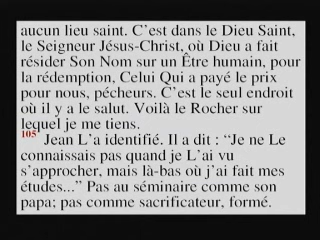 aucun lieu saint. C’est dans le Dieu Saint,
le Seigneur Jésus-Christ, où Dieu a fait
résider Son Nom sur un Être humain, pour
la rédemption, Celui Qui a payé le prix
pour nous, pécheurs. C’est le seul endroit
où il y a le salut. Voilà le Rocher sur
lequel je me tiens.
105 Jean L’a identifié. Il a dit : “Je ne Le
connaissais pas quand je L’ai vu
s’approcher, mais là-bas où j’ai fait mes
études...” Pas au séminaire comme son
papa; pas comme sacrificateur, formé.